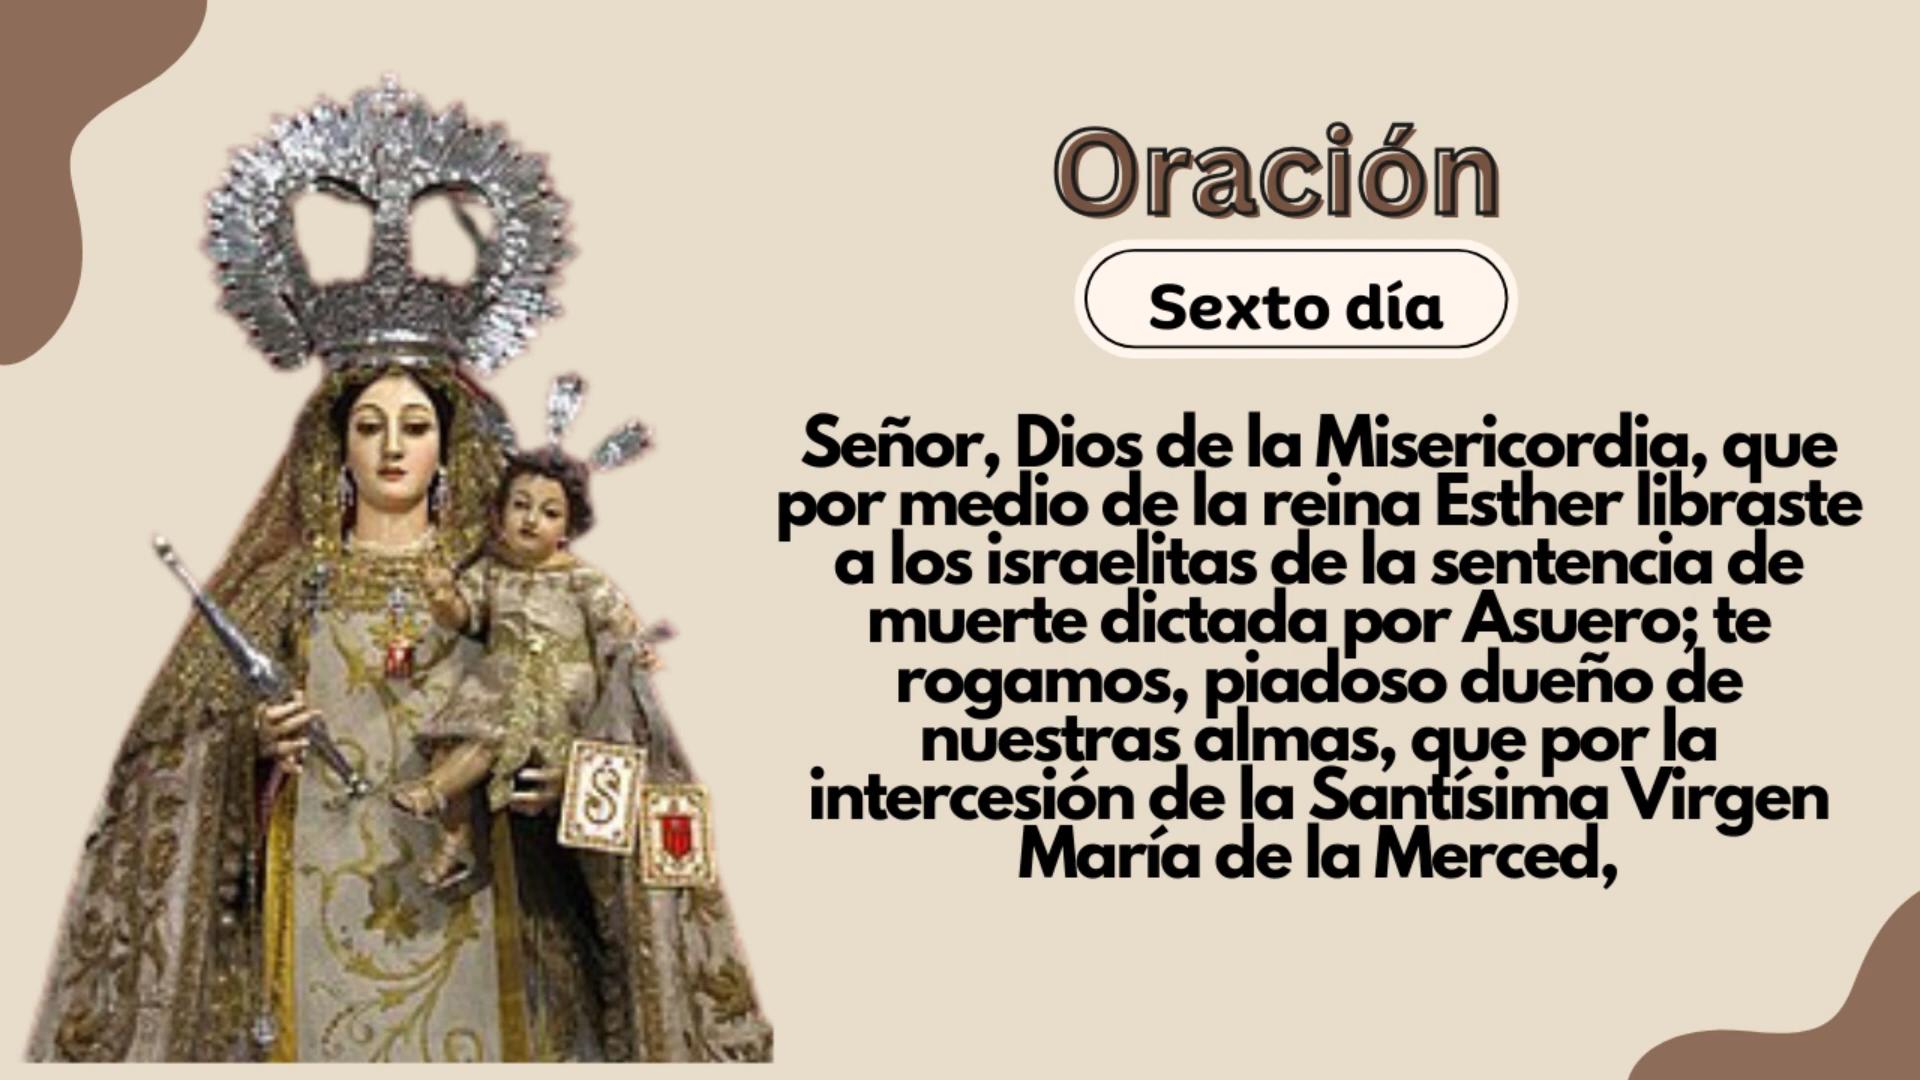 Oración
Sexto día
Señor, Dios de la Misericordia, que
por medio de la reina Esther libraste
a los israelitas de la sentencia de
muerte dictada por Asuero; te
rogamos, piadoso dueño de
nuestras almas, que por la
intercesión de la Santísima Virgen
María de la Merced,
S